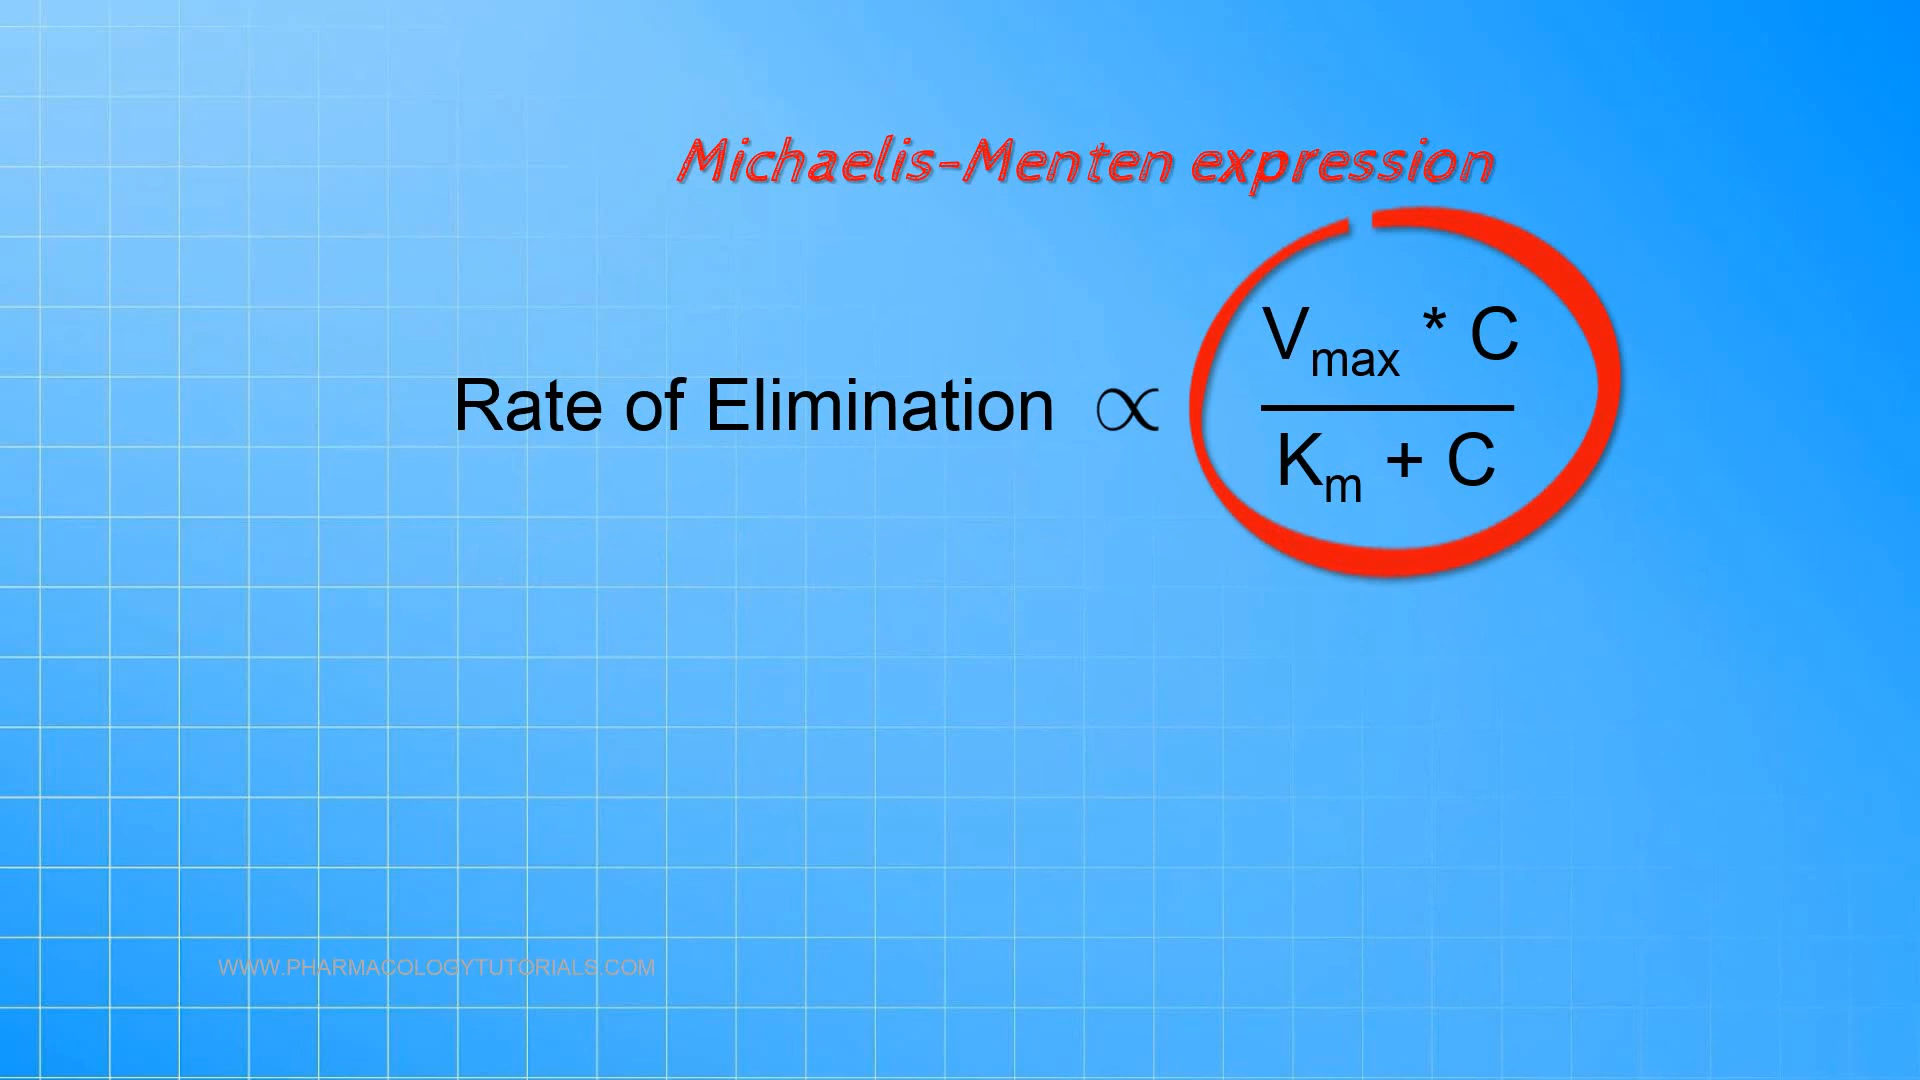 Michaelis-Menten expression
Rate of Elimination ∝ 
Vmax * C
Km + C
WWW.PHARMACOLOGYTUTORIALS.COM